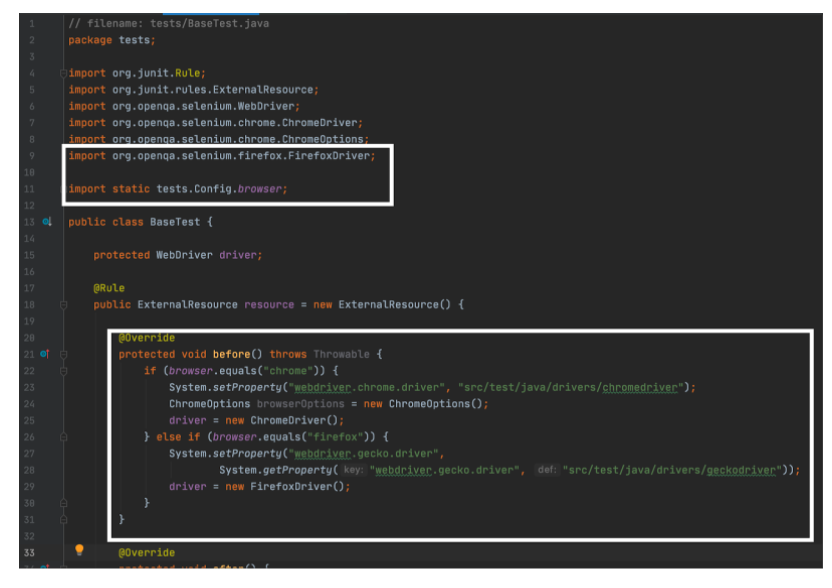 1 // filename: tests/BaseTest.java
2 package tests;
3
4 import org.junit.Rule;
5 import org.junit.rules.ExternalResource;
6 import org.openqa.selenium.WebDriver;
7 import org.openqa.selenium.chrome.ChromeDriver;
8 import org.openqa.selenium.chrome.ChromeOptions;
9 import org.openqa.selenium.firefox.FirefoxDriver;
10
11 import static tests.Config.browser;
12
13 public class BaseTest {
14
15 protected WebDriver driver;
16
17 @Rule
18 public ExternalResource resource = new ExternalResource() {
19
20 @Override
21 protected void before() throws Throwable {
22 if (browser.equals("chrome")) {
23 System.setProperty("webdriver.chrome.driver", "src/test/java/drivers/chromedriver");
24 ChromeOptions browserOptions = new ChromeOptions();
25 driver = new ChromeDriver();
26 } else if (browser.equals("firefox")) {
27 System.setProperty("webdriver.gecko.driver",
28 System.getProperty( key: "webdriver.gecko.driver", def: "src/test/java/drivers/geckodriver"));
29 driver = new FirefoxDriver();
30 }
31 }
32
33 @Override
34 protected void after() {